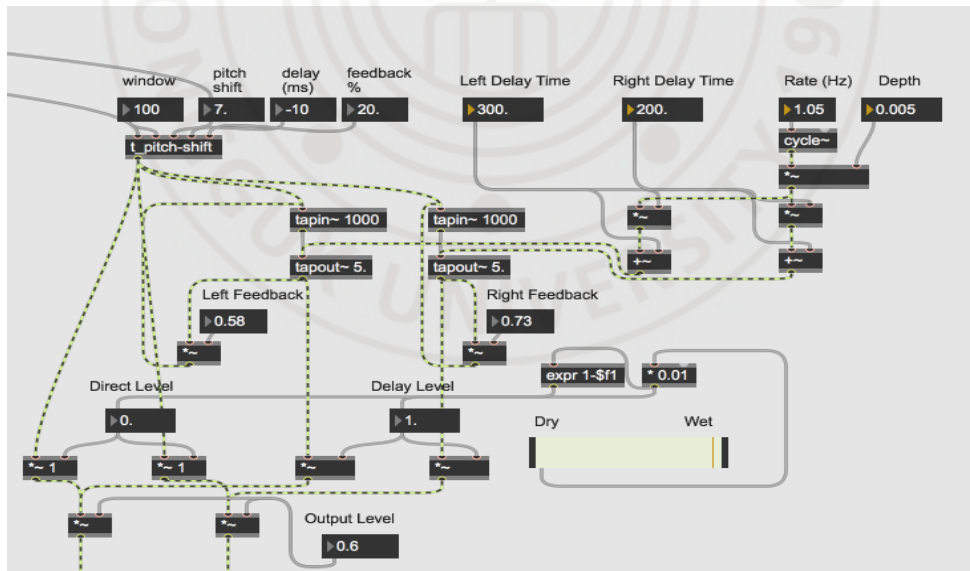 window
pitch
shift
delay
(ms)
feedback
%
Left Delay Time
Right Delay Time
Rate (Hz)
Depth
100
7.
-10
20.
300.
200.
1.05
0.005
t_pitch-shift
cycle~
*~
tapin~ 1000
tapin~ 1000
*~
*~
tapout~ 5.
tapout~ 5.
+~
+~
Left Feedback
Right Feedback
0.58
0.73
*~
*~
expr 1-$f1
* 0.01
Direct Level
Delay Level
0.
1.
Dry
Wet
*~ 1
*~ 1
*~
*~
*~
*~
Output Level
0.6
UNIVERSITY